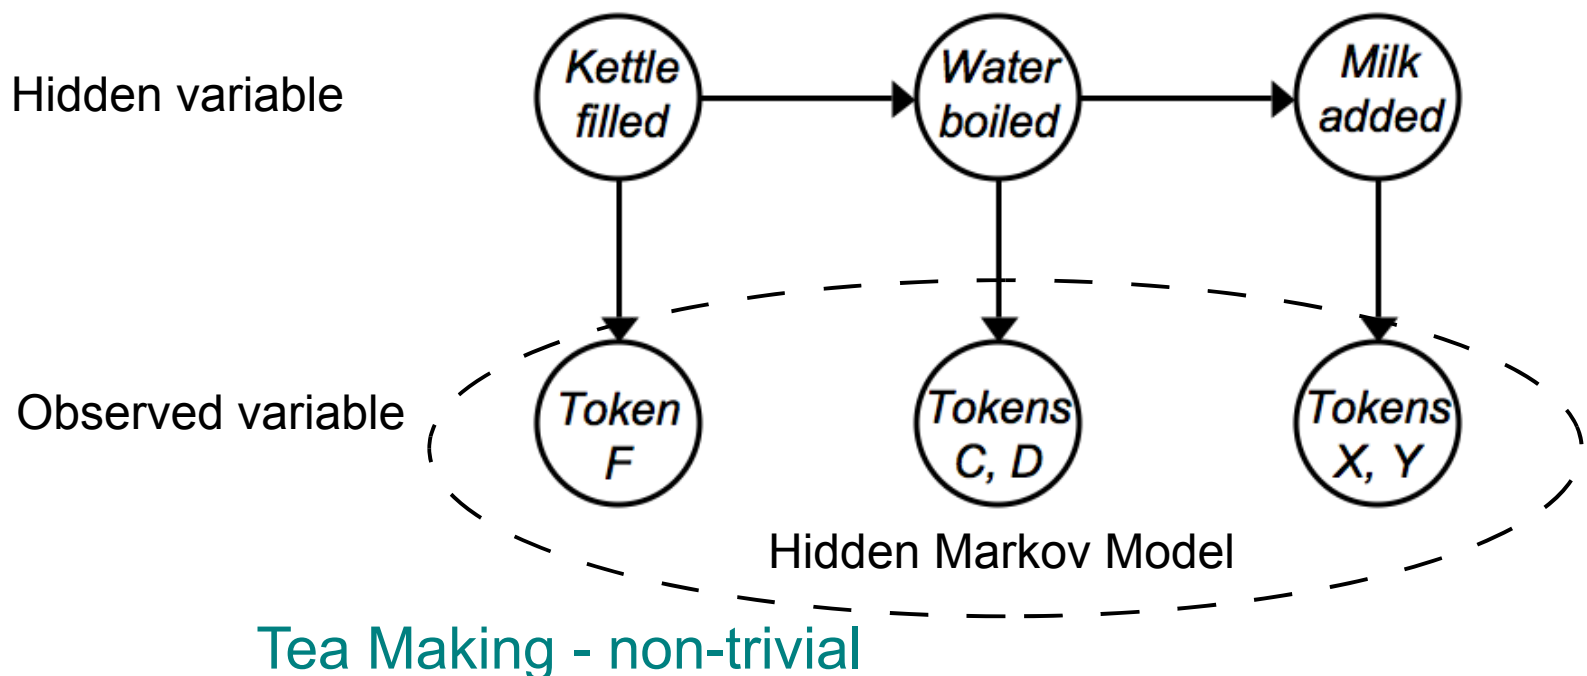 Hidden variable
Kettle
filled
Water
boiled
Milk
added
Observed variable
Token
F
Tokens
C, D
Tokens
X, Y
Hidden Markov Model
Tea Making - non-trivial